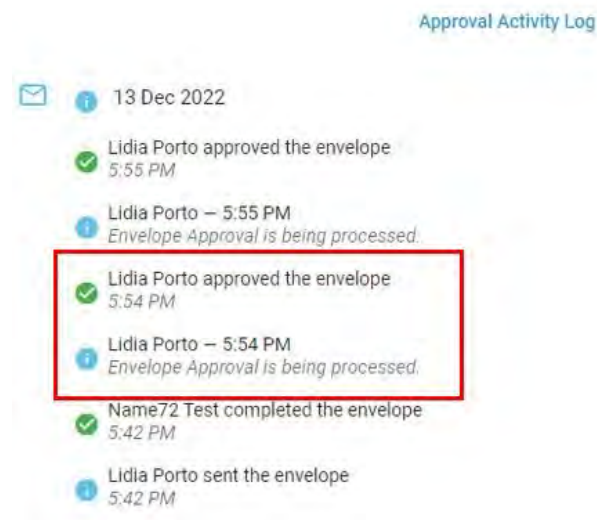 Approval Activity Log
13 Dec 2022
Lidia Porto approved the envelope
5:55 PM
Lidia Porto – 5:55 PM
Envelope Approval is being processed.
Lidia Porto approved the envelope
5:54 PM
Lidia Porto – 5:54 PM
Envelope Approval is being processed.
Name72 Test completed the envelope
5:42 PM
Lidia Porto sent the envelope
5:42 PM